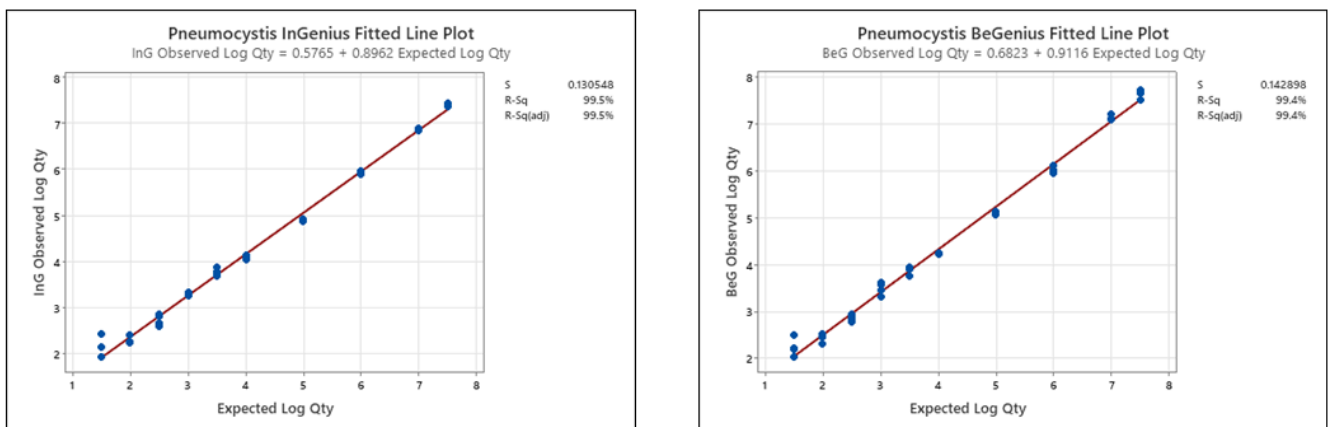 Pneumocystis InGenius Fitted Line Plot
InG Observed Log Qty = 0.5765 + 0.8962 Expected Log Qty
S 0.130548
R-Sq 99.5%
R-Sq(adj) 99.5%
InG Observed Log Qty
8
7
6
5
4
3
2
1 2 3 4 5 6 7 8
Expected Log Qty
Pneumocystis BeGenius Fitted Line Plot
BeG Observed Log Qty = 0.6823 + 0.9116 Expected Log Qty
S 0.142898
R-Sq 99.4%
R-Sq(adj) 99.4%
BeG Observed Log Qty
8
7
6
5
4
3
2
1 2 3 4 5 6 7 8
Expected Log Qty